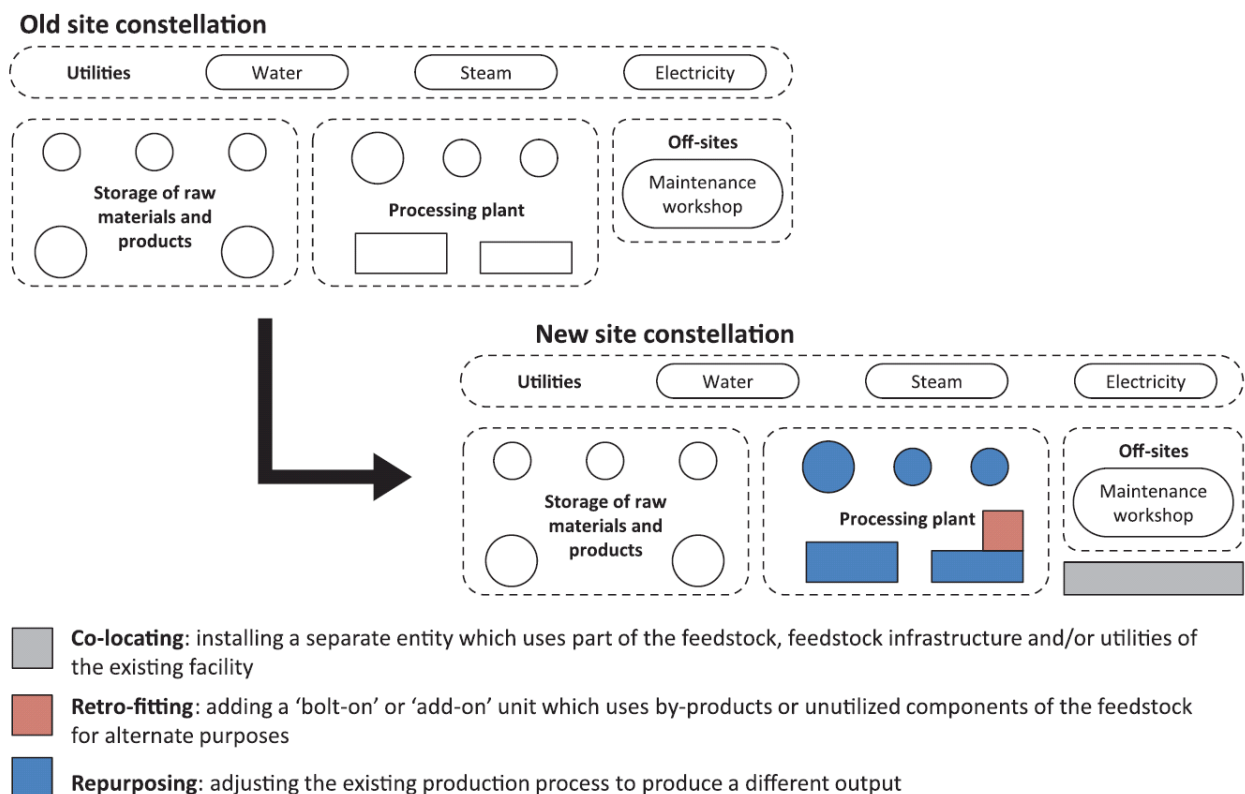 Old site constellation
Utilities
Water
Steam
Electricity
Storage of raw
materials and
products
Processing plant
Off-sites
Maintenance
workshop
New site constellation
Utilities
Water
Steam
Electricity
Storage of raw
materials and
products
Processing plant
Off-sites
Maintenance
workshop
Co-locating: installing a separate entity which uses part of the feedstock, feedstock infrastructure and/or utilities of
the existing facility
Retro-fitting: adding a ‘bolt-on’ or ‘add-on’ unit which uses by-products or unutilized components of the feedstock
for alternate purposes
Repurposing: adjusting the existing production process to produce a different output